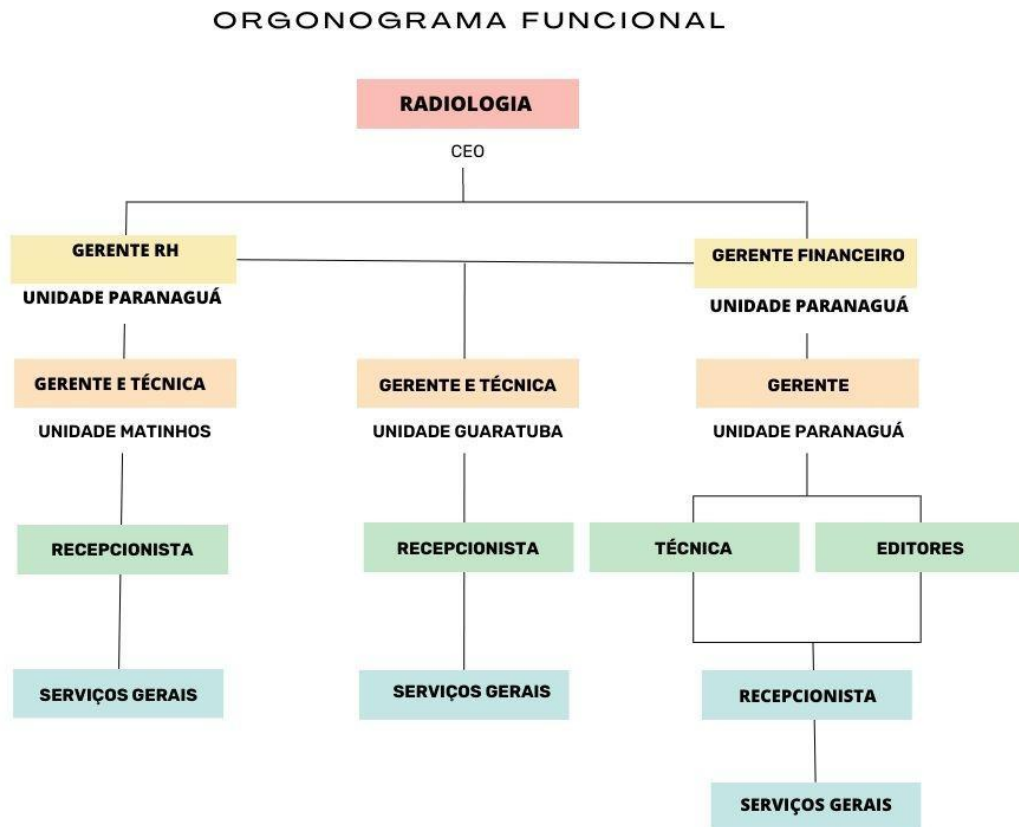 ORGONOGRAMA FUNCIONAL
RADIOLOGIA
CEO
GERENTE RH
GERENTE FINANCEIRO
UNIDADE PARANAGUÁ
UNIDADE PARANAGUÁ
GERENTE E TÉCNICA
GERENTE E TÉCNICA
GERENTE
UNIDADE MATINHOS
UNIDADE GUARATUBA
UNIDADE PARANAGUÁ
RECEPCIONISTA
RECEPCIONISTA
TÉCNICA
EDITORES
SERVIÇOS GERAIS
SERVIÇOS GERAIS
RECEPCIONISTA
SERVIÇOS GERAIS